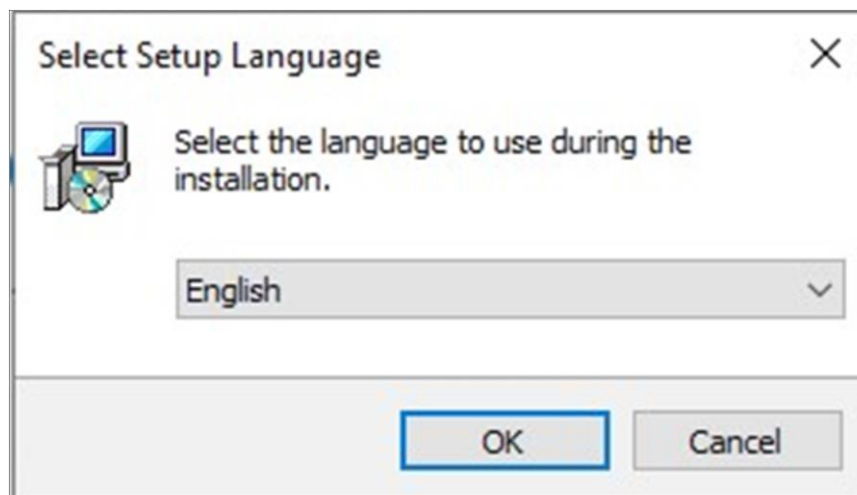 Select Setup Language
Select the language to use during the
installation.
English
OK
Cancel